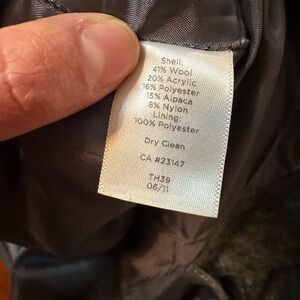 Shell:
41% Wool
20% Acrylic
16% Polyester
15% Alpaca
8% Nylon
Lining:
100% Polyester
Dry Clean
CA #23147
TH39
06/11